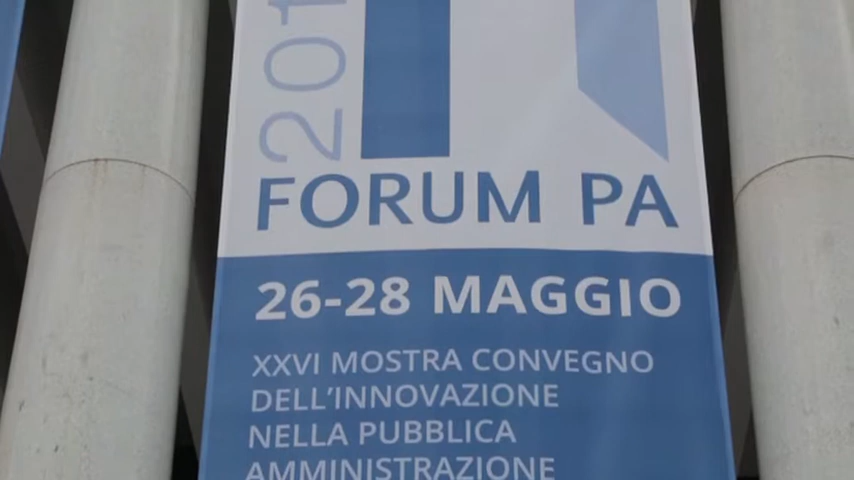 201
FORUM PA
26-28 MAGGIO
XXVI MOSTRA CONVEGNO
DELL'INNOVAZIONE
NELLA PUBBLICA
AMMINISTRAZIONE